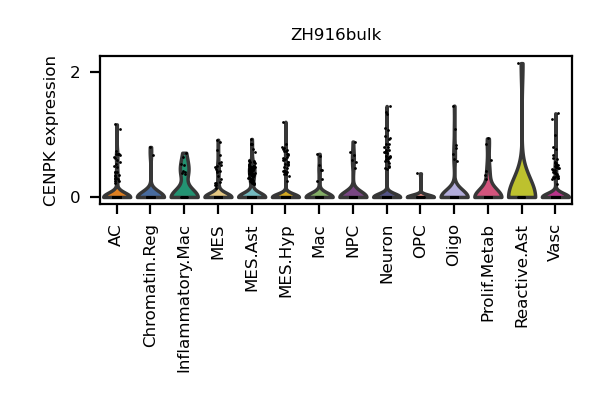 ZH916bulk
CENPK expression
2
0
AC
Chromatin.Reg
Inflammatory.Mac
MES
MES.Ast
MES.Hyp
Mac
NPC
Neuron
OPC
Oligo
Prolif.Metab
Reactive.Ast
Vasc